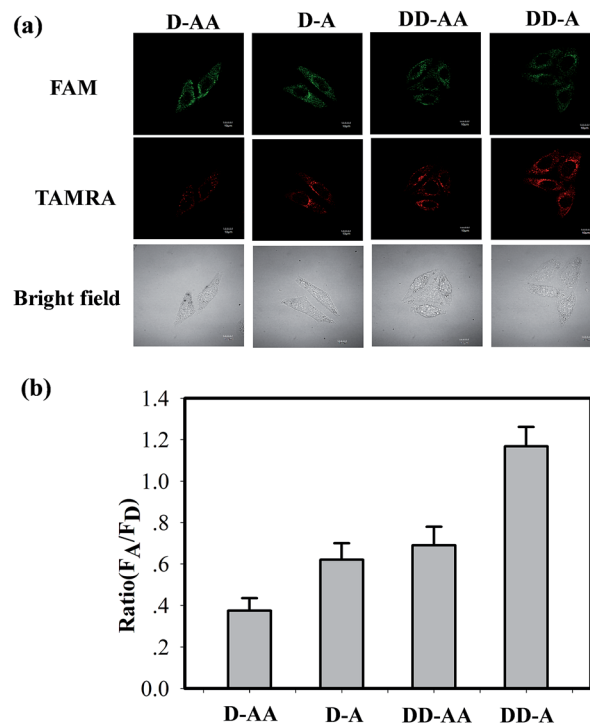 (a)
D-AA D-A DD-AA DD-A
FAM
TAMRA
Bright field
(b)
1.4
1.2
1.0
.8
.6
.4
.2
0.0
Ratio(FA/FD)
D-AA D-A DD-AA DD-A